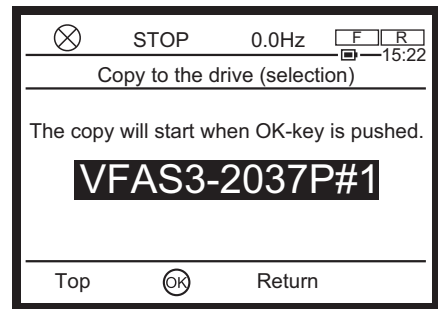 STOP 0.0Hz F R
15:22
Copy to the drive (selection)
The copy will start when OK-key is pushed.
VFAS3-2037P#1
Top OK Return